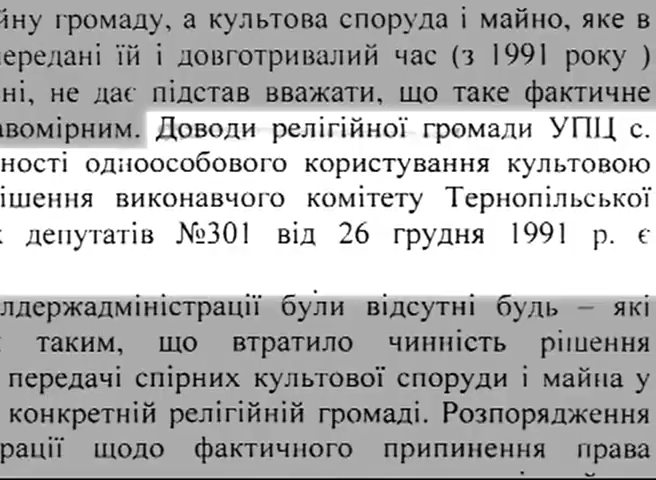 йну громаду, а культова споруда і майно, яке в
передані їй і довготривалий час (з 1991 року )
ні, не дає підстав вважати, що таке фактичне
авомірним. Доводи релігійної громади УПЦ с.
ності одноособового користування культовою
ішення виконавчого комітету Тернопільської
х депутатів №301 від 26 грудня 1991 р. є
лдержадміністрації були відсутні будь – які
таким, що втратило чинність рішення
передачі спірних культової споруди і майна у
конкретній релігійній громаді. Розпорядження
рації щодо фактичного припинення права